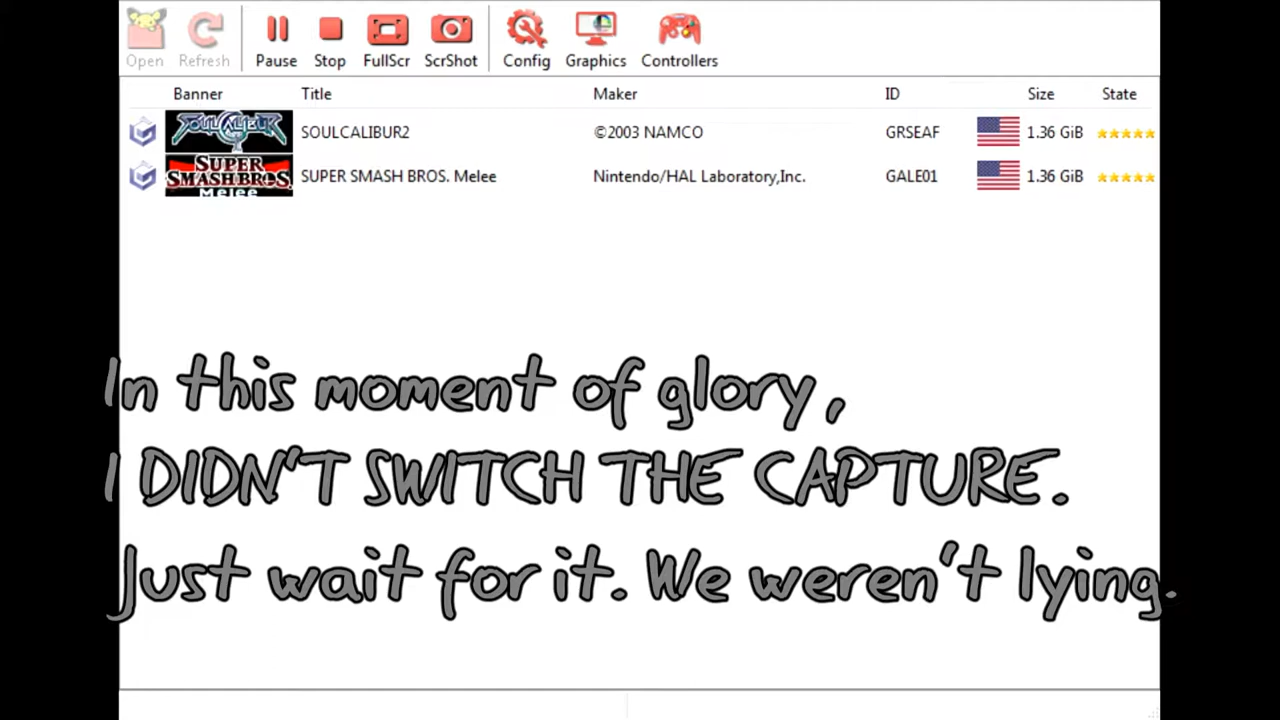 Open Refresh Pause Stop FullScr ScrShot Config Graphics Controllers
Banner Title Maker ID Size State
SOULCALIBUR II SOULCALIBUR2 ©2003 NAMCO GRSEAF 1.36 GiB
SUPER SMASH BROS. Melee SUPER SMASH BROS. Melee Nintendo/HAL Laboratory,Inc. GALE01 1.36 GiB
In this moment of glory,
I DIDN'T SWITCH THE CAPTURE.
Just wait for it. We weren't lying.